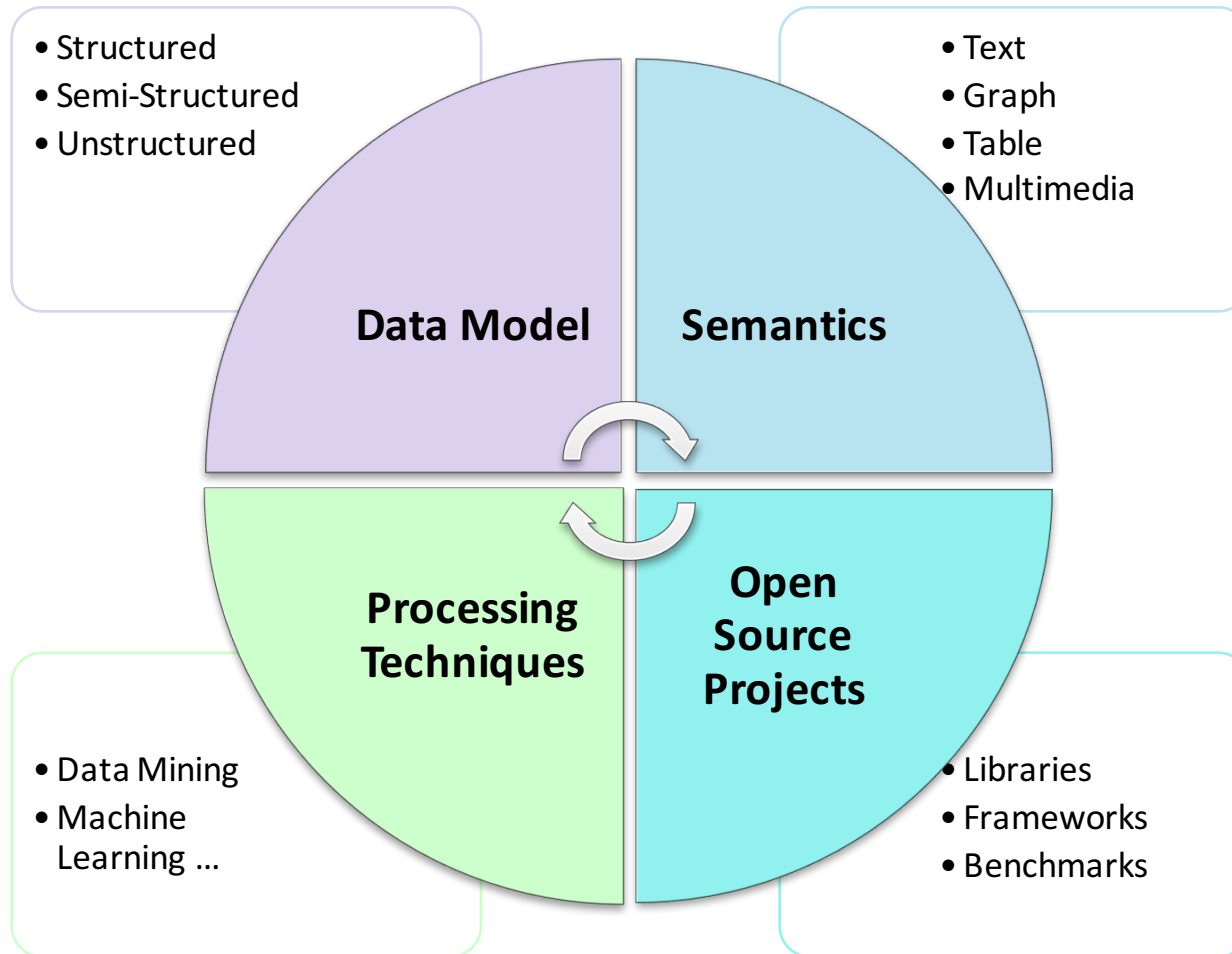 • Structured
• Semi-Structured
• Unstructured
• Text
• Graph
• Table
• Multimedia
Data Model
Semantics
Processing
Techniques
Open
Source
Projects
• Data Mining
• Machine
Learning ...
• Libraries
• Frameworks
• Benchmarks